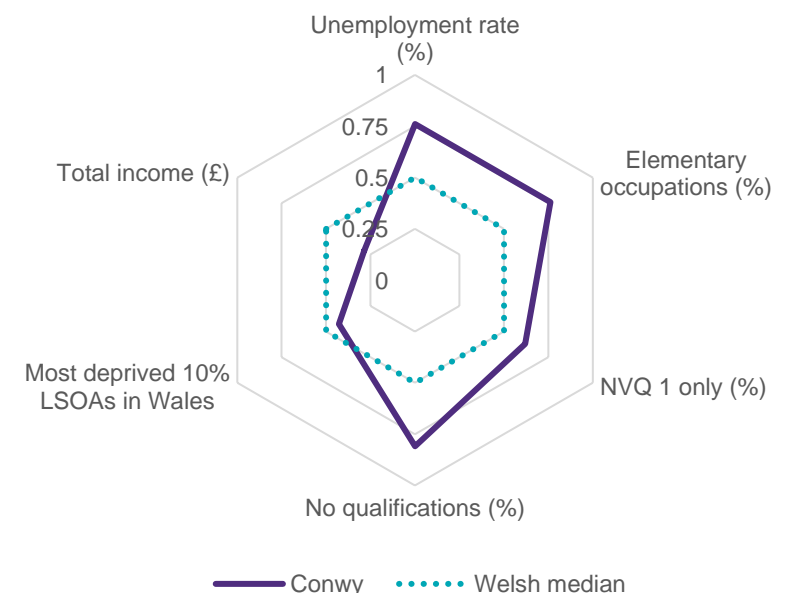 Unemployment rate
(%)
1
0.75
0.5
0.25
0
Elementary
occupations (%)
NVQ 1 only (%)
No qualifications (%)
Most deprived 10%
LSOAs in Wales
Total income (£)
Conwy
Welsh median